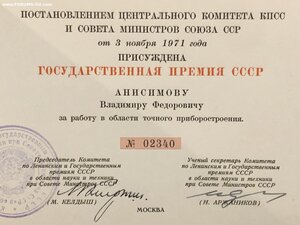 ПОСТАНОВЛЕНИЕМ ЦЕНТРАЛЬНОГО КОМИТЕТА КПСС
И СОВЕТА МИНИСТРОВ СОЮЗА ССР
от 3 ноября 1971 года
ПРИСУЖДЕНА
ГОСУДАРСТВЕННАЯ ПРЕМИЯ СССР
АНИСИМОВУ
Владимиру Федоровичу
за работу в области точного приборостроения.
№ 02340
Председатель Комитета
по Ленинским и Государственным
премиям СССР
в области науки и техники
при Совете Министров СССР
(М. КЕЛДЫШ)
Ученый секретарь Комитета
по Ленинским и Государственным
премиям СССР
в области науки и техники
при Совете Министров СССР
(Н. АРЖАНИКОВ)
МОСКВА